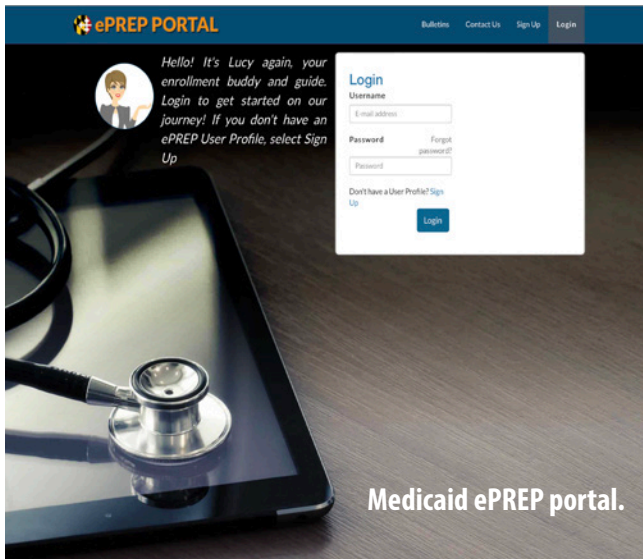 ePREP PORTAL
Bulletins Contact Us Sign Up Login
Hello! It's Lucy again, your
enrollment buddy and guide.
Login to get started on our
journey! If you don't have an
ePREP User Profile, select Sign
Up
Login
Username
E-mail address
Password Forgot
password?
Password
Don't have a User Profile? Sign
Up
Login
Medicaid ePREP portal.